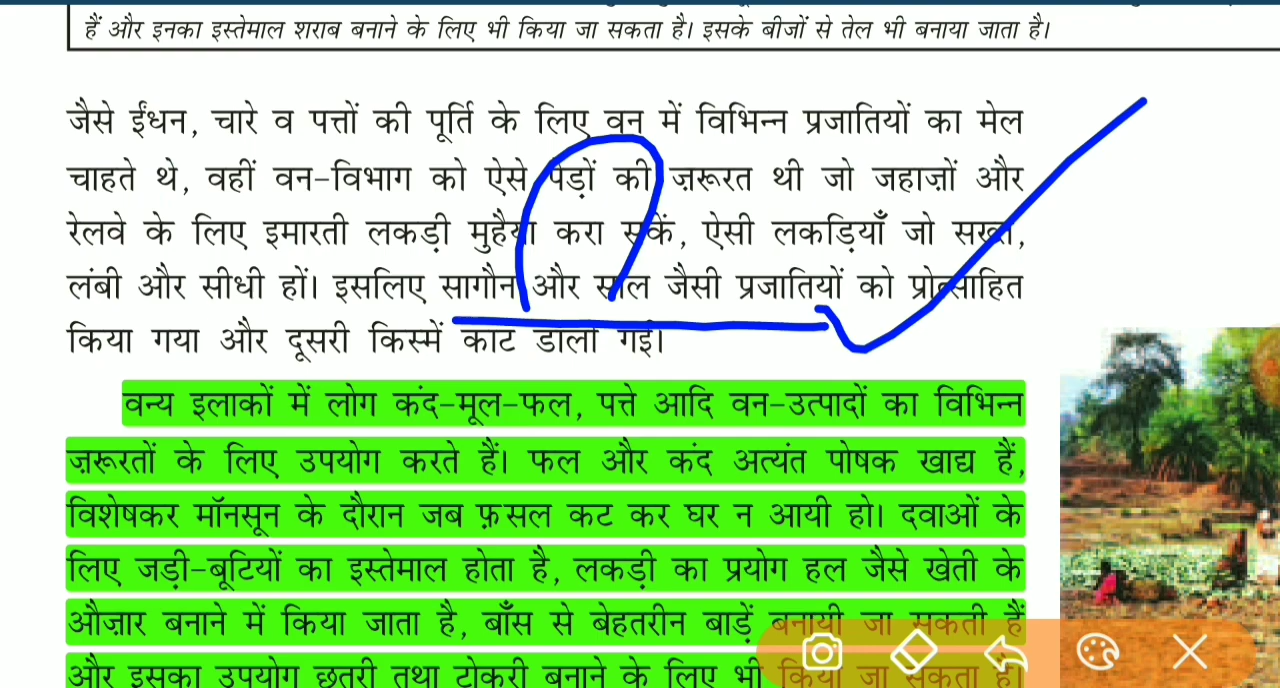 हैं और इनका इस्तेमाल शराब बनाने के लिए भी किया जा सकता है। इसके बीजों से तेल भी बनाया जाता है।
जैसे ईंधन, चारे व पत्तों की पूर्ति के लिए वन में विभिन्न प्रजातियों का मेल
चाहते थे, वहीं वन-विभाग को ऐसे पेड़ों की ज़रूरत थी जो जहाज़ों और
रेलवे के लिए इमारती लकड़ी मुहैया करा सकें, ऐसी लकड़ियाँ जो सख्त,
लंबी और सीधी हों। इसलिए सागौन और साल जैसी प्रजातियों को प्रोत्साहित
किया गया और दूसरी किस्में काट डाली गईं।
वन्य इलाकों में लोग कंद-मूल-फल, पत्ते आदि वन-उत्पादों का विभिन्न
ज़रूरतों के लिए उपयोग करते हैं। फल और कंद अत्यंत पोषक खाद्य हैं,
विशेषकर मॉनसून के दौरान जब फ़सल कट कर घर न आयी हो। दवाओं के
लिए जड़ी-बूटियों का इस्तेमाल होता है, लकड़ी का प्रयोग हल जैसे खेती के
औज़ार बनाने में किया जाता है, बाँस से बेहतरीन बाड़ें बनायी जा सकती हैं
और इसका उपयोग छतरी तथा टोकरी बनाने के लिए भी किया जा सकता है।